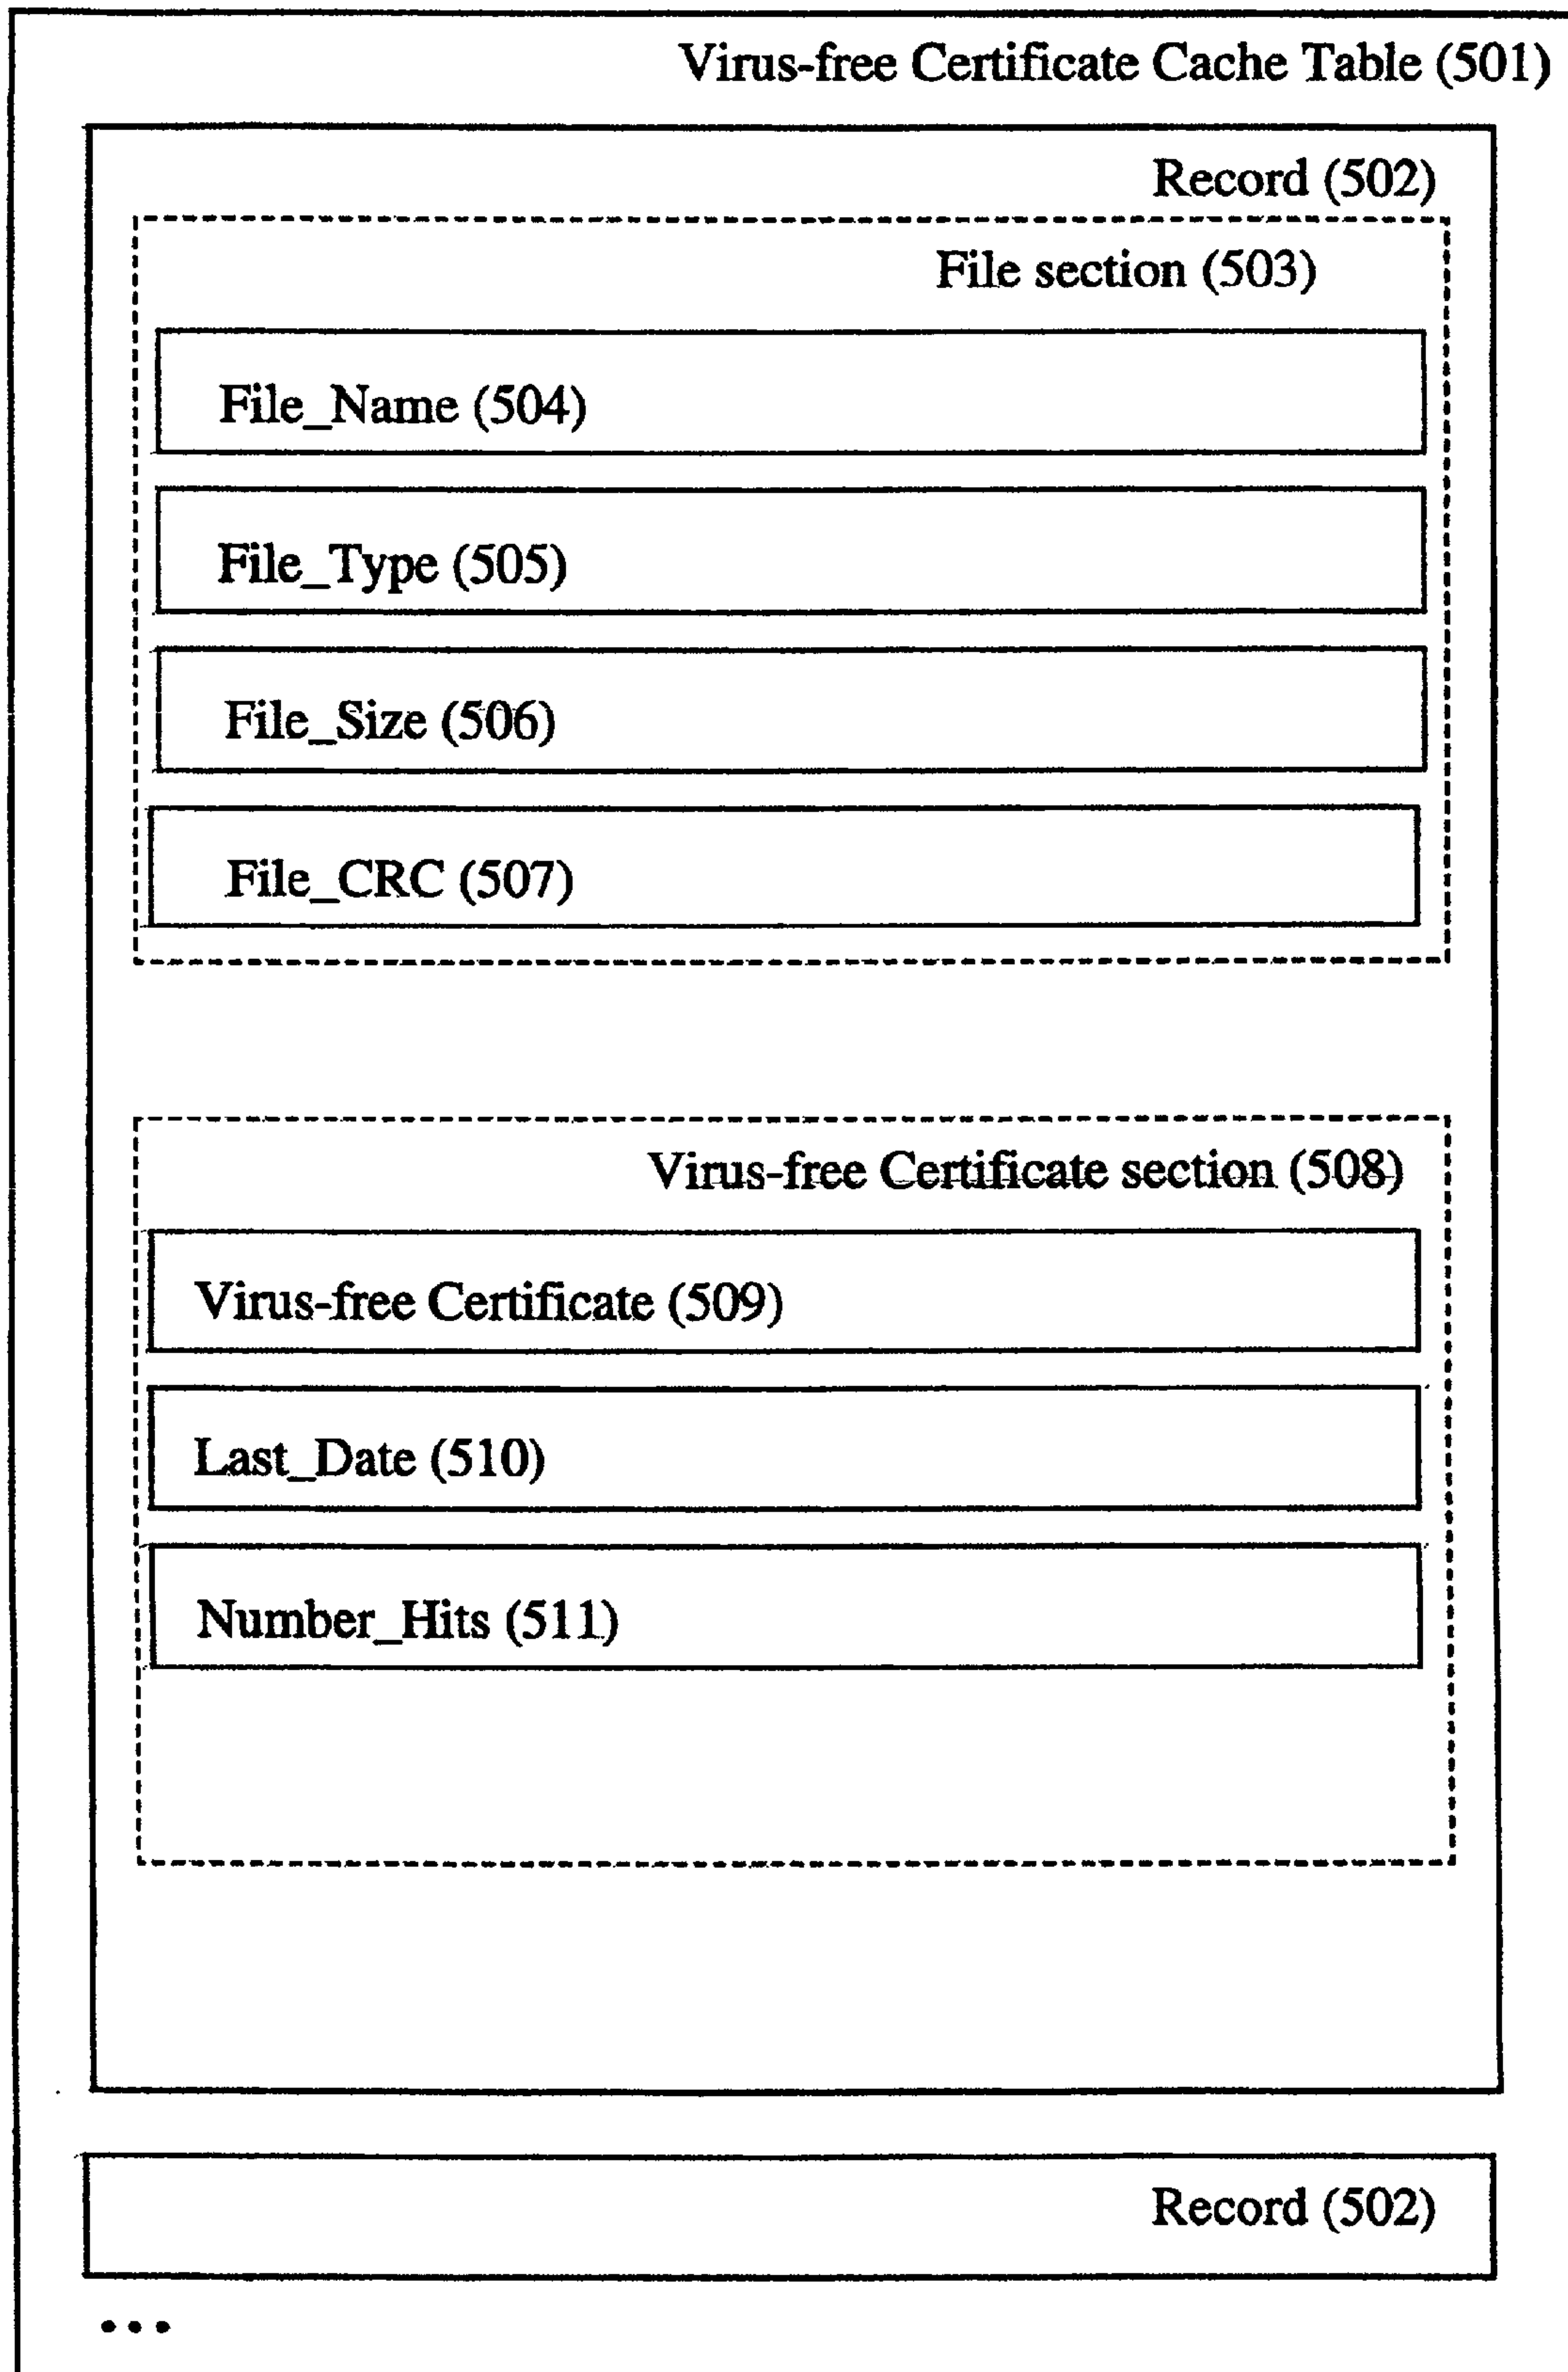 Virus-free Certificate Cache Table (501)
Record (502)
File section (503)
File_Name (504)
File_Type (505)
File_Size (506)
File_CRC (507)
Virus-free Certificate section (508)
Virus-free Certificate (509)
Last_Date (510)
Number_Hits (511)
Record (502)
...